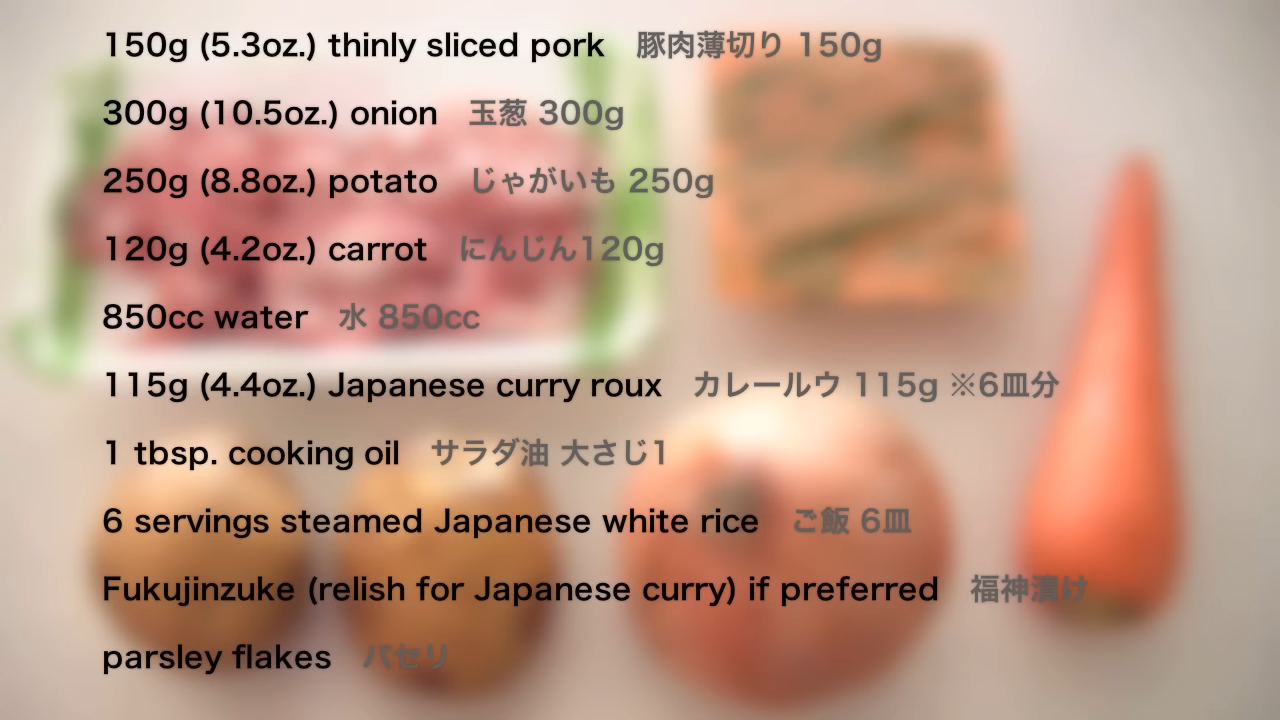 150g (5.3oz.) thinly sliced pork 豚肉薄切り 150g
300g (10.5oz.) onion 玉葱 300g
250g (8.8oz.) potato じゃがいも 250g
120g (4.2oz.) carrot にんじん120g
850cc water 水 850cc
115g (4.4oz.) Japanese curry roux カレールウ 115g ※6皿分
1 tbsp. cooking oil サラダ油 大さじ1
6 servings steamed Japanese white rice ご飯 6皿
Fukujinzuke (relish for Japanese curry) if preferred 福神漬け
parsley flakes パセリ